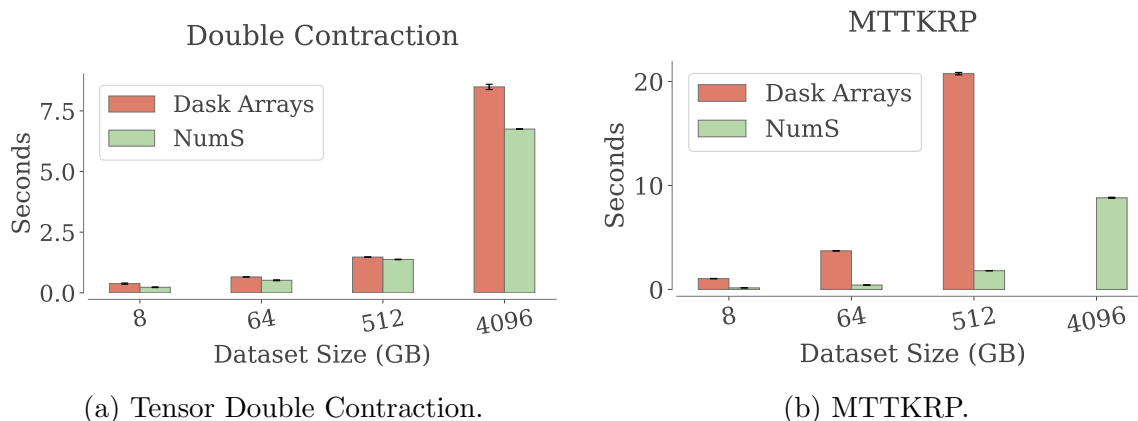 Double Contraction
Dask Arrays
NumS
Seconds
7.5
5.0
2.5
0.0
8
64
512
4096
Dataset Size (GB)
(a) Tensor Double Contraction.
MTTKRP
Dask Arrays
NumS
Seconds
20
10
0
8
64
512
4096
Dataset Size (GB)
(b) MTTKRP.